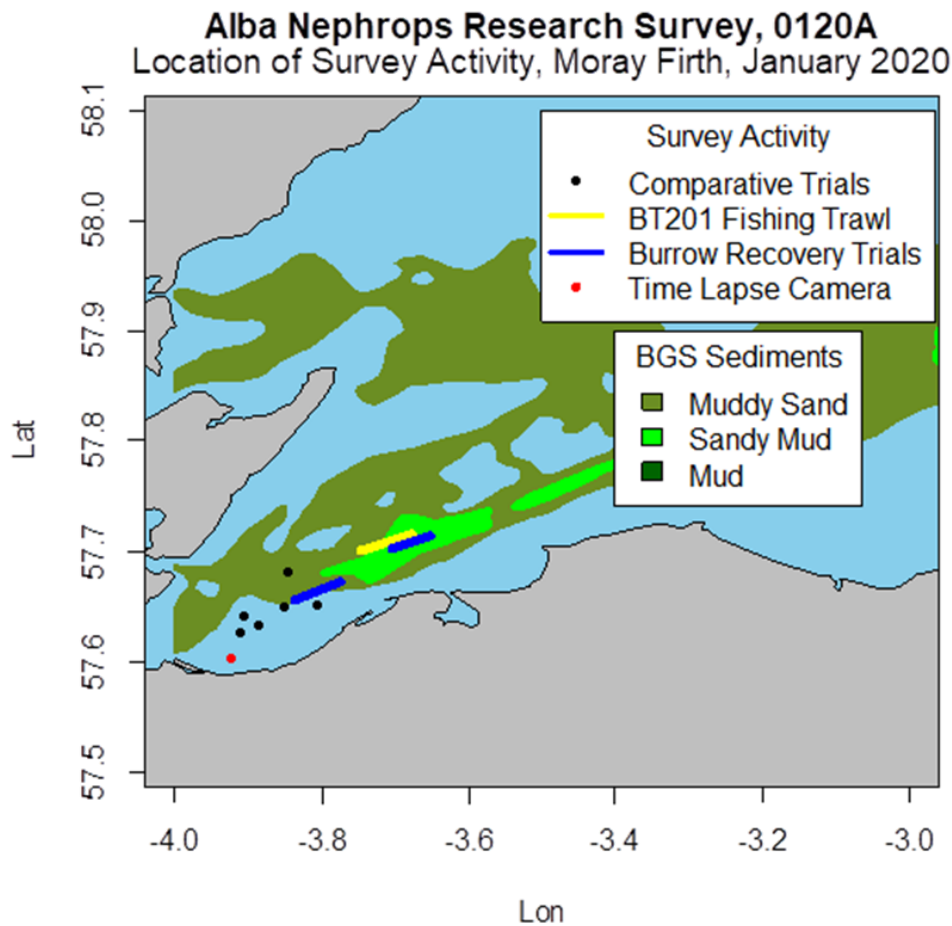 Alba Nephrops Research Survey, 0120A
Location of Survey Activity, Moray Firth, January 2020
58.1
58.0
57.9
57.8
57.7
57.6
57.5
Lat
Survey Activity
Comparative Trials
BT201 Fishing Trawl
Burrow Recovery Trials
Time Lapse Camera
BGS Sediments
Muddy Sand
Sandy Mud
Mud
-4.0 -3.8 -3.6 -3.4 -3.2 -3.0
Lon